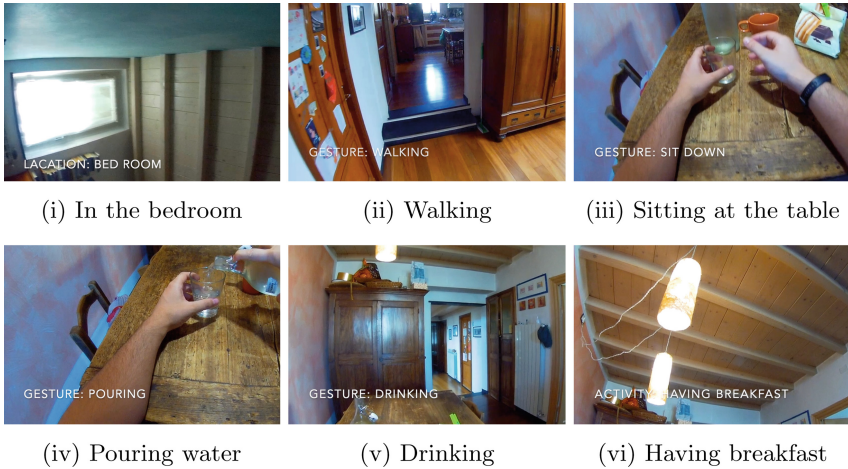 LACATION: BED ROOM
GESTURE: WALKING
GESTURE: SIT DOWN
(i) In the bedroom
(ii) Walking
(iii) Sitting at the table
GESTURE: POURING
GESTURE: DRINKING
ACTIVITY: HAVING BREAKFAST
(iv) Pouring water
(v) Drinking
(vi) Having breakfast